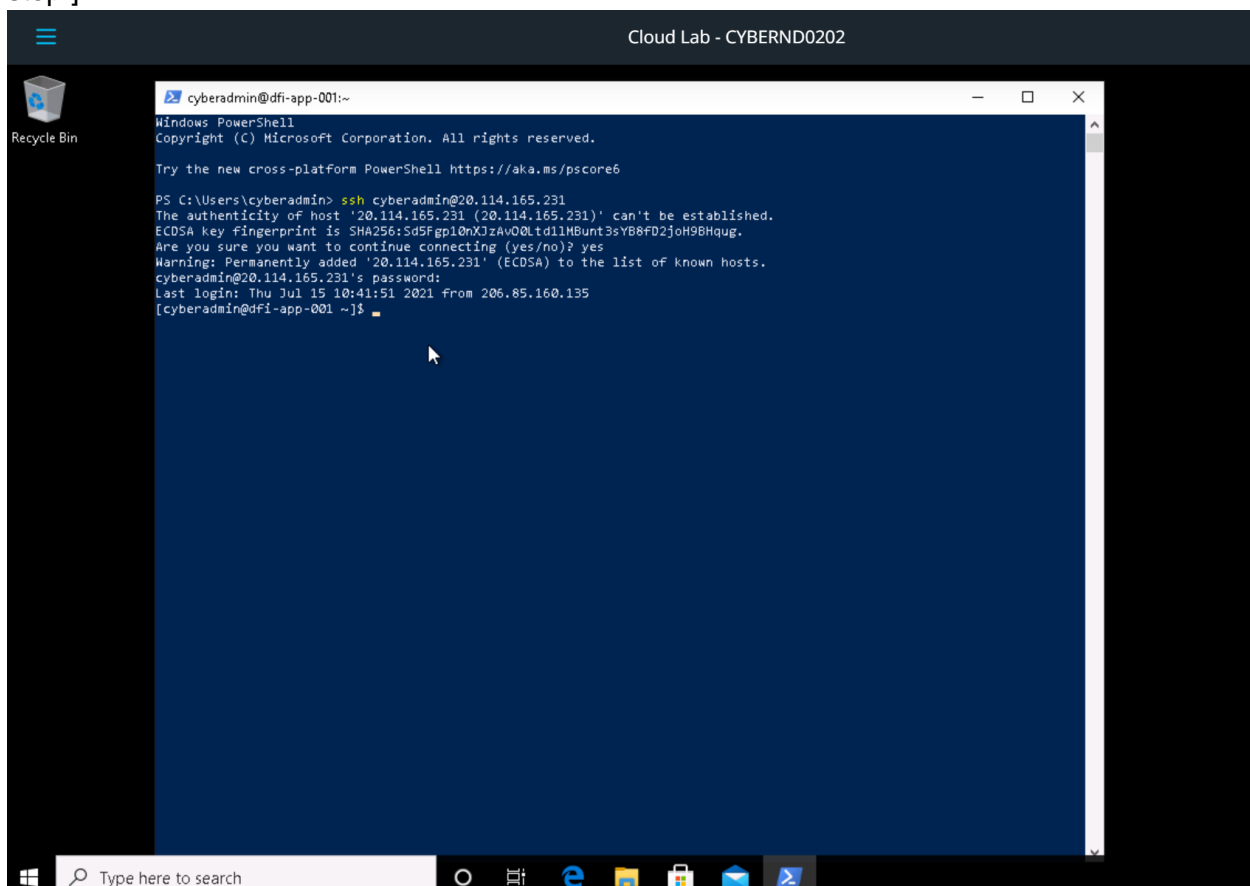 Cloud Lab - CYBERND0202
Recycle Bin
cyberadmin@dfi-app-001:~
Windows PowerShell
Copyright (C) Microsoft Corporation. All rights reserved.
Try the new cross-platform PowerShell https://aka.ms/pscore6
PS C:\Users\cyberadmin> ssh cyberadmin@20.114.165.231
The authenticity of host '20.114.165.231 (20.114.165.231)' can't be established.
ECDSA key fingerprint is SHA256:Sd5Fgp10nXJzAvO0Ltd1lMBunt3sYB8fD2joH9BHqug.
Are you sure you want to continue connecting (yes/no)? yes
Warning: Permanently added '20.114.165.231' (ECDSA) to the list of known hosts.
cyberadmin@20.114.165.231's password:
Last login: Thu Jul 15 10:41:51 2021 from 206.85.160.135
[cyberadmin@dfi-app-001 ~]$
Type here to search